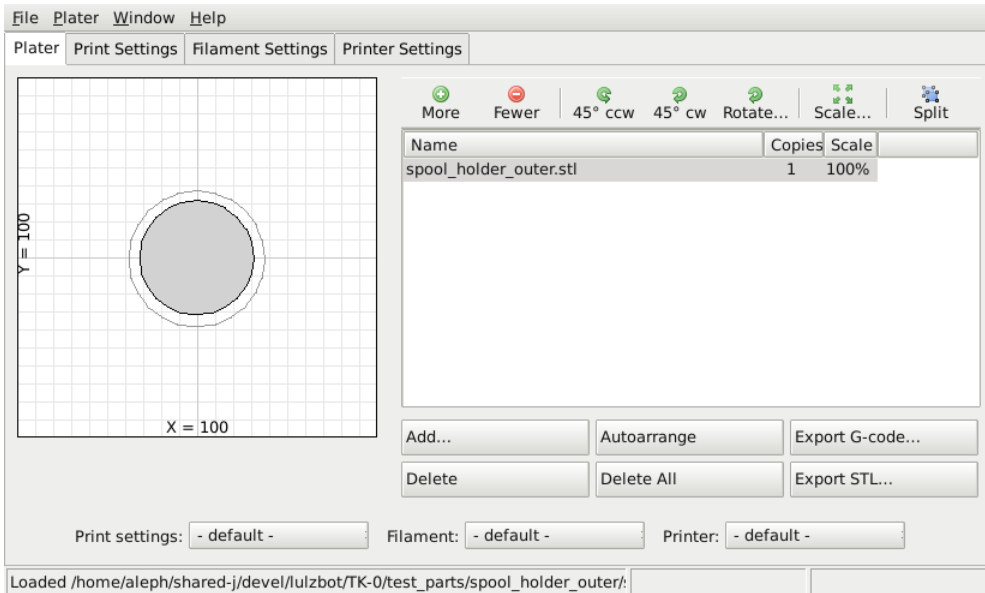 File Plater Window Help
Plater Print Settings Filament Settings Printer Settings
More Fewer 45° ccw 45° cw Rotate... Scale... Split
Name Copies Scale
spool_holder_outer.stl 1 100%
Y = 100
X = 100
Add... Autoarrange Export G-code...
Delete Delete All Export STL...
Print settings: - default - Filament: - default - Printer: - default -
Loaded /home/aleph/shared-j/devel/lulzbot/TK-0/test_parts/spool_holder_outer/